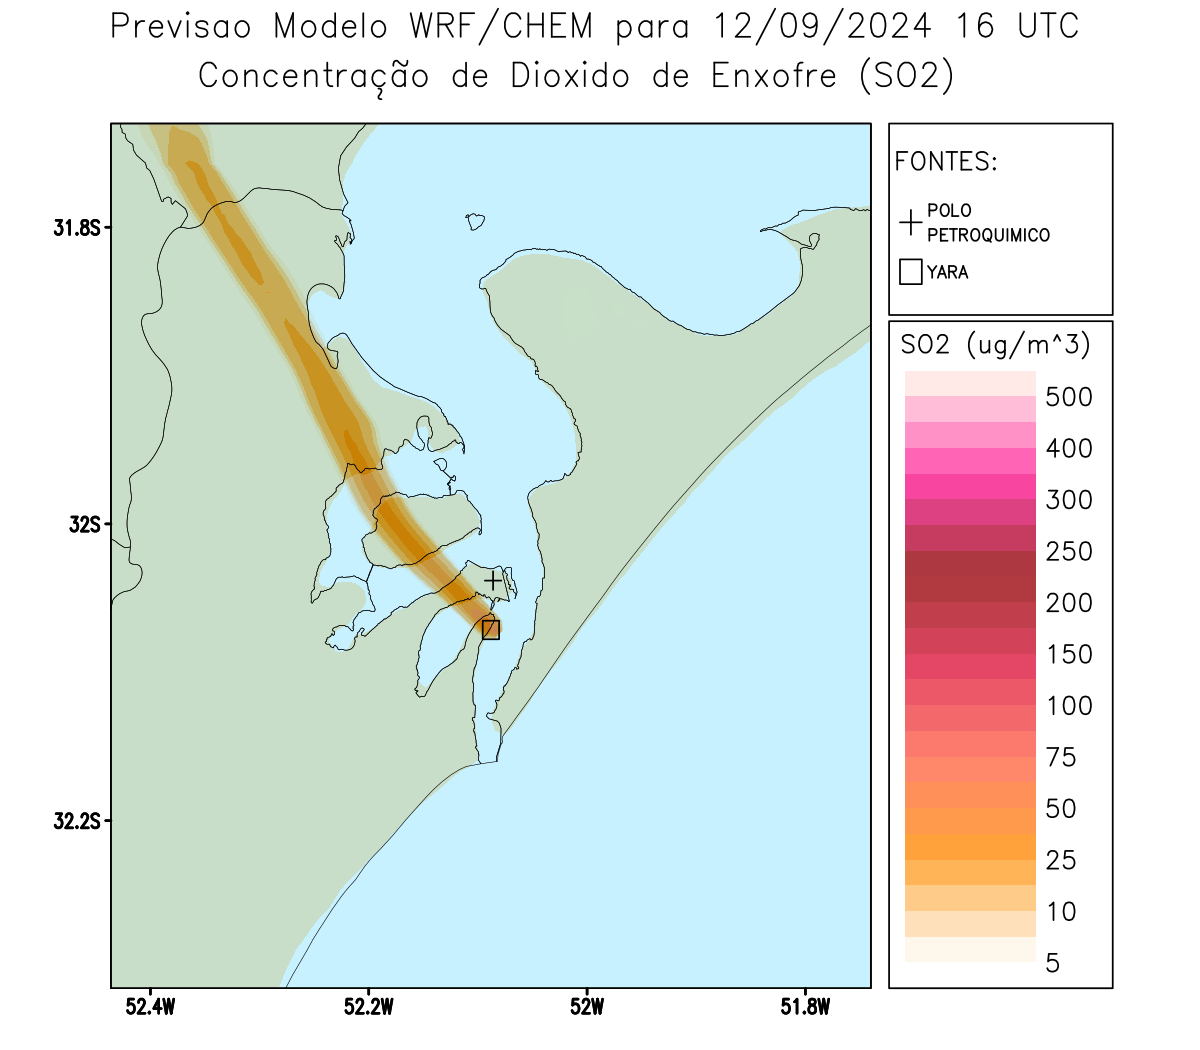 Previsao Modelo WRF/CHEM para 12/09/2024 16 UTC
Concentração de Dioxido de Enxofre (SO2)
FONTES:
POLO
PETROQUIMICO
YARA
SO2 (ug/m^3)
500
400
300
250
200
150
100
75
50
25
10
5
31.8S
32S
32.2S
52.4W
52.2W
52W
51.8W